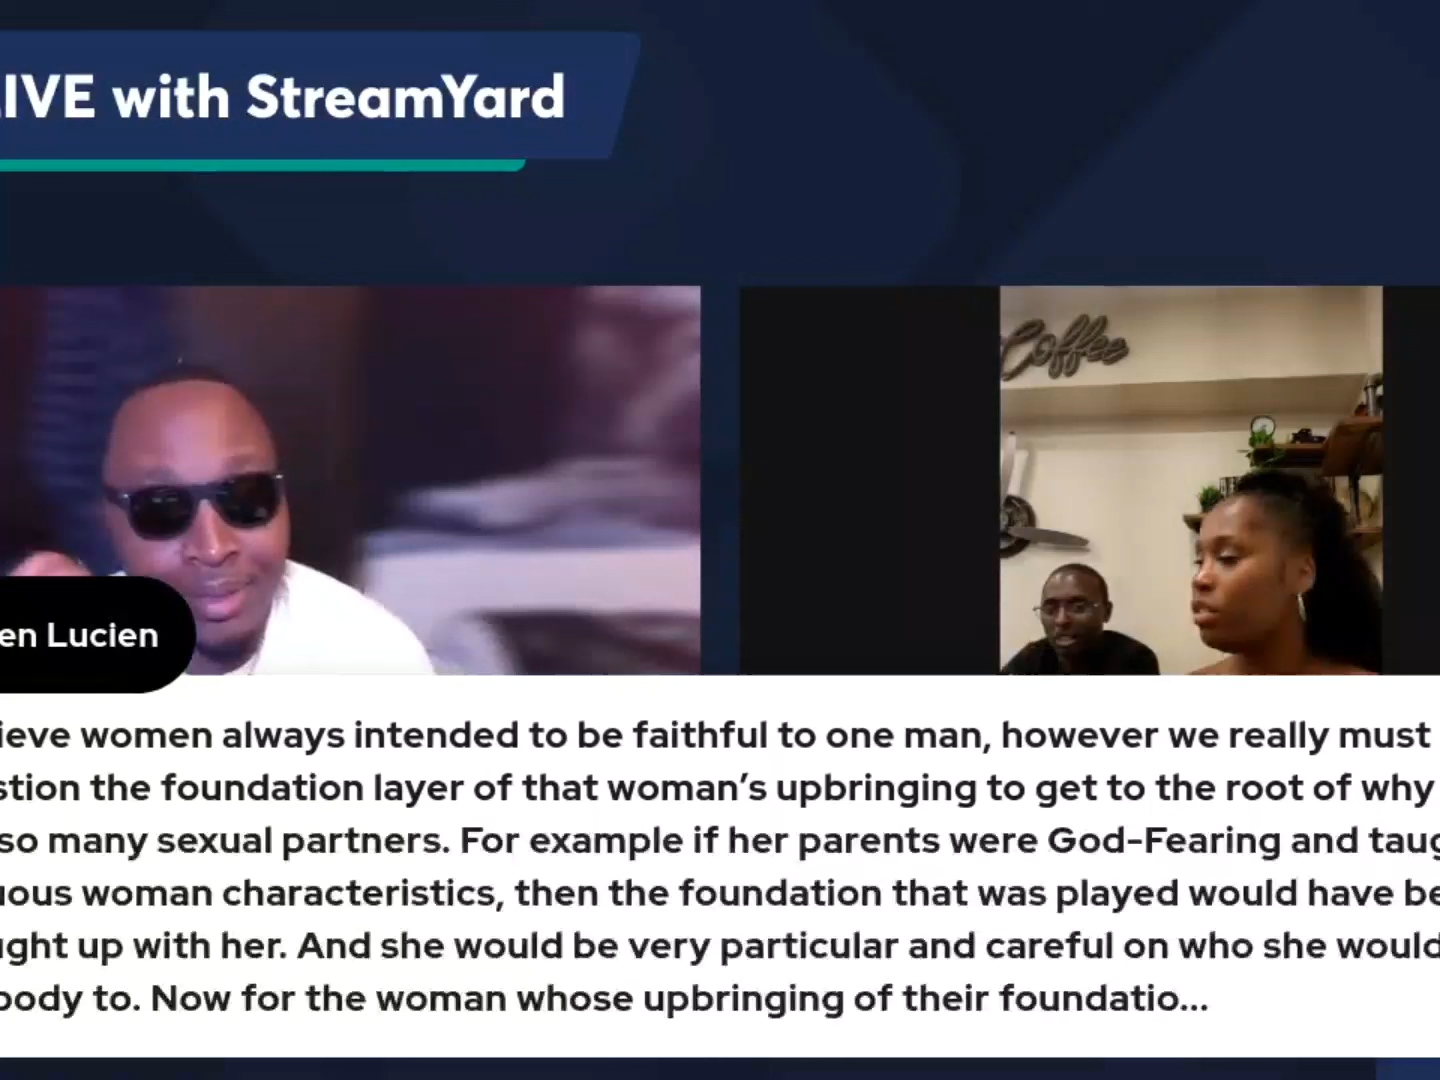 IVE with StreamYard
Coffee
en Lucien
ieve women always intended to be faithful to one man, however we really must
stion the foundation layer of that woman’s upbringing to get to the root of why
so many sexual partners. For example if her parents were God-Fearing and taug
uous woman characteristics, then the foundation that was played would have be
ught up with her. And she would be very particular and careful on who she would
body to. Now for the woman whose upbringing of their foundatio...